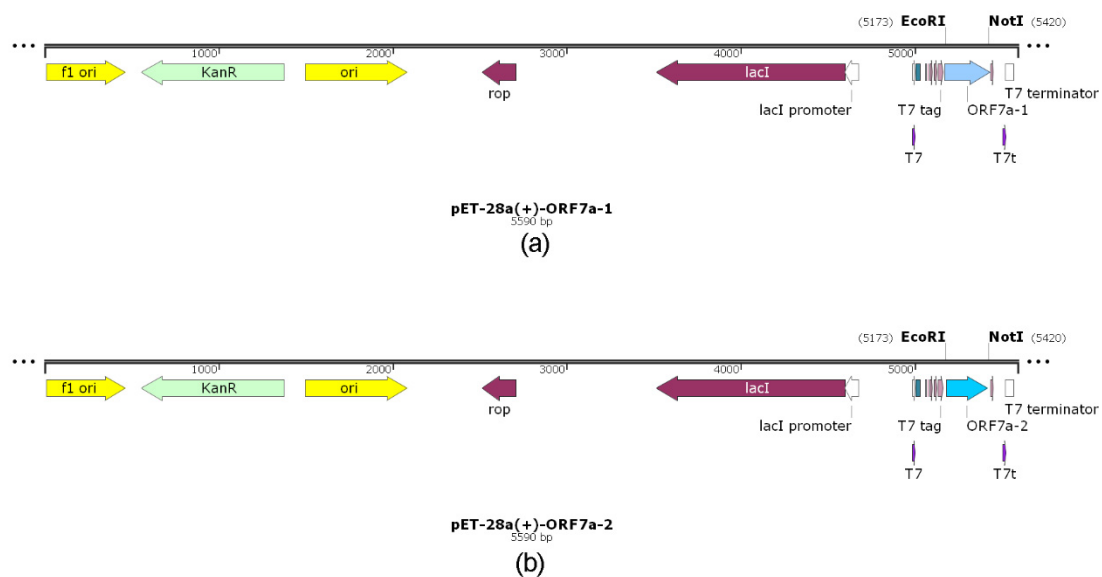 (5173) EcoRI NotI (5420)
••• 1000 2000 3000 4000 5000 •••
f1 ori KanR ori lacI
rop T7 terminator
lacI promoter T7 tag ORF7a-1
T7 T7t
pET-28a(+)-ORF7a-1
5590 bp
(a)
(5173) EcoRI NotI (5420)
••• 1000 2000 3000 4000 5000 •••
f1 ori KanR ori lacI
rop T7 terminator
lacI promoter T7 tag ORF7a-2
T7 T7t
pET-28a(+)-ORF7a-2
5590 bp
(b)